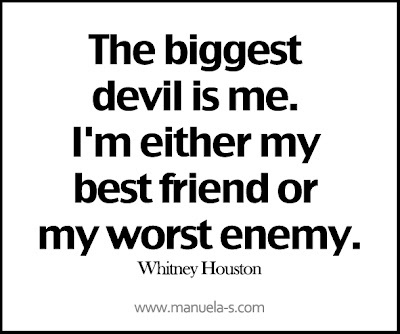 The biggest
devil is me.
I'm either my
best friend or
my worst enemy.
Whitney Houston
www.manuela-s.com